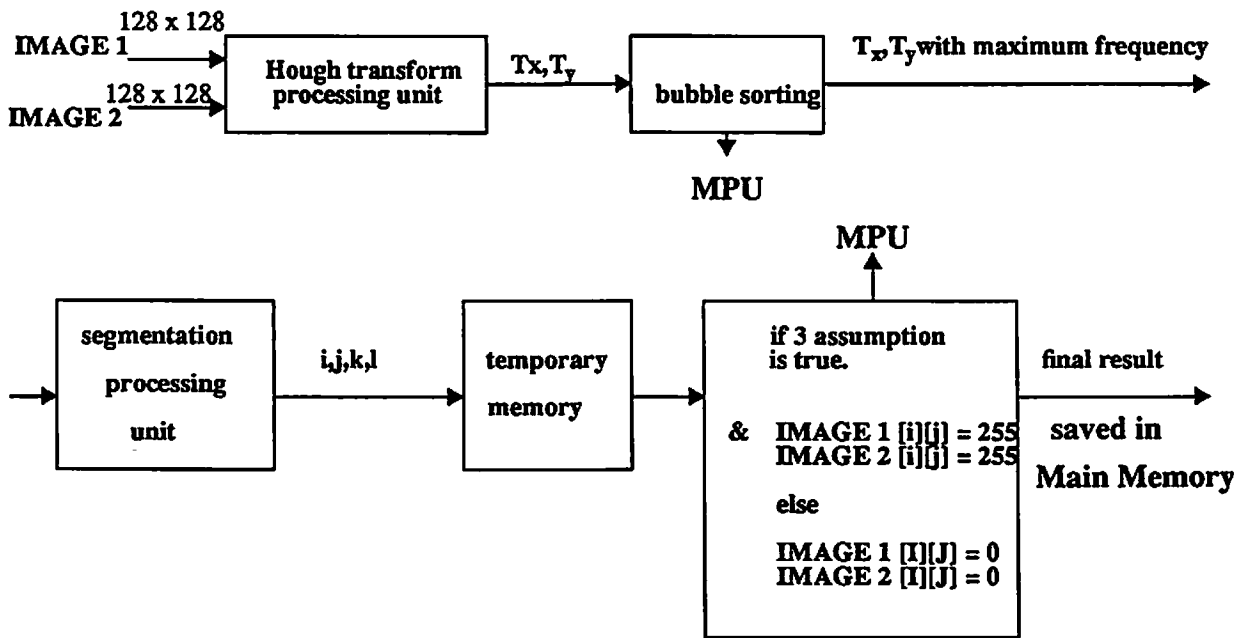 128 x 128
IMAGE 1
128 x 128
IMAGE 2
Hough transform
processing unit
Tx,Ty
bubble sorting
MPU
Tx,Ty with maximum frequency
segmentation
processing
unit
i,j,k,l
temporary
memory
MPU
if 3 assumption
is true.
& IMAGE 1 [i][j] = 255
IMAGE 2 [i][j] = 255
else
IMAGE 1 [I][J] = 0
IMAGE 2 [I][J] = 0
final result
saved in
Main Memory